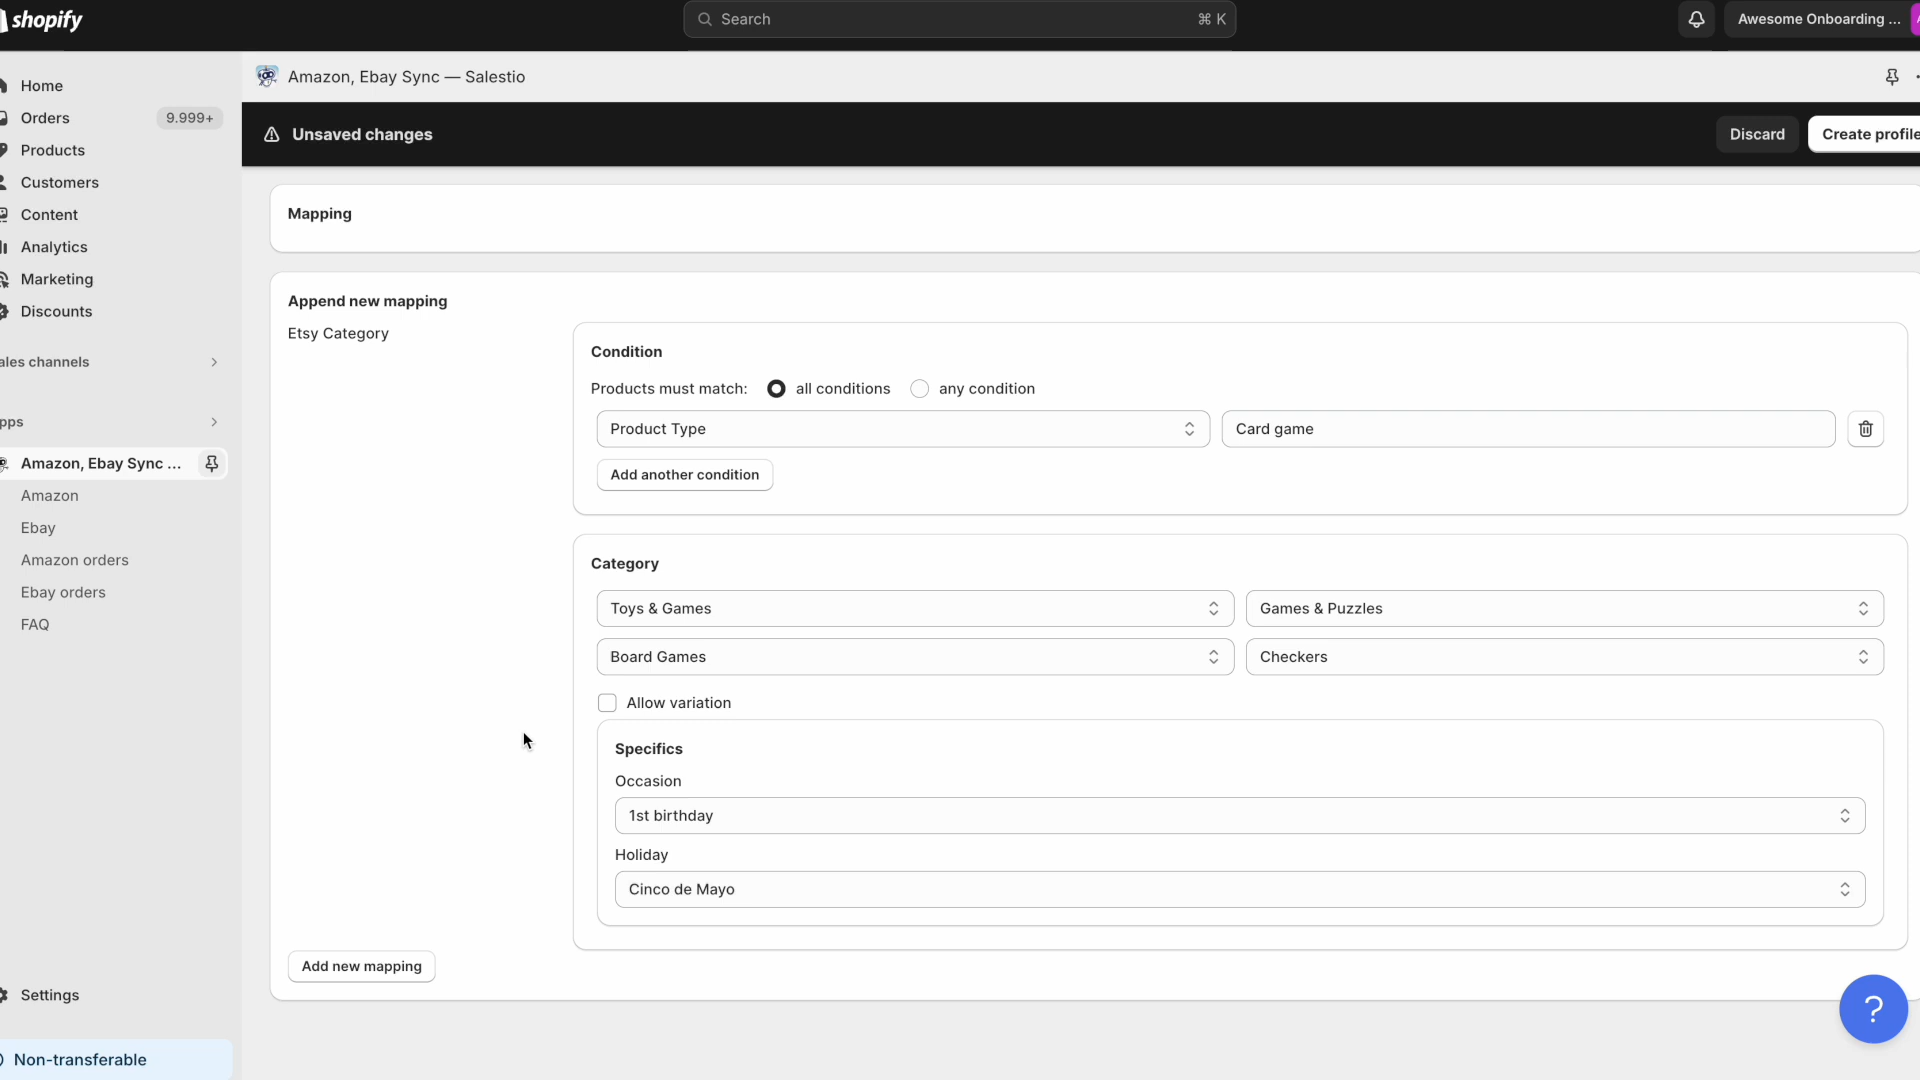 shopify
Search
⌘ K
Awesome Onboarding ...
Home
Orders
9.999+
Products
Customers
Content
Analytics
Marketing
Discounts
ales channels
pps
Amazon, Ebay Sync ...
Amazon
Ebay
Amazon orders
Ebay orders
FAQ
Settings
Non-transferable
Amazon, Ebay Sync — Salestio
Unsaved changes
Discard
Create profile
Mapping
Append new mapping
Etsy Category
Condition
Products must match:
all conditions
any condition
Product Type
Card game
Add another condition
Category
Toys & Games
Games & Puzzles
Board Games
Checkers
Allow variation
Specifics
Occasion
1st birthday
Holiday
Cinco de Mayo
Add new mapping
?